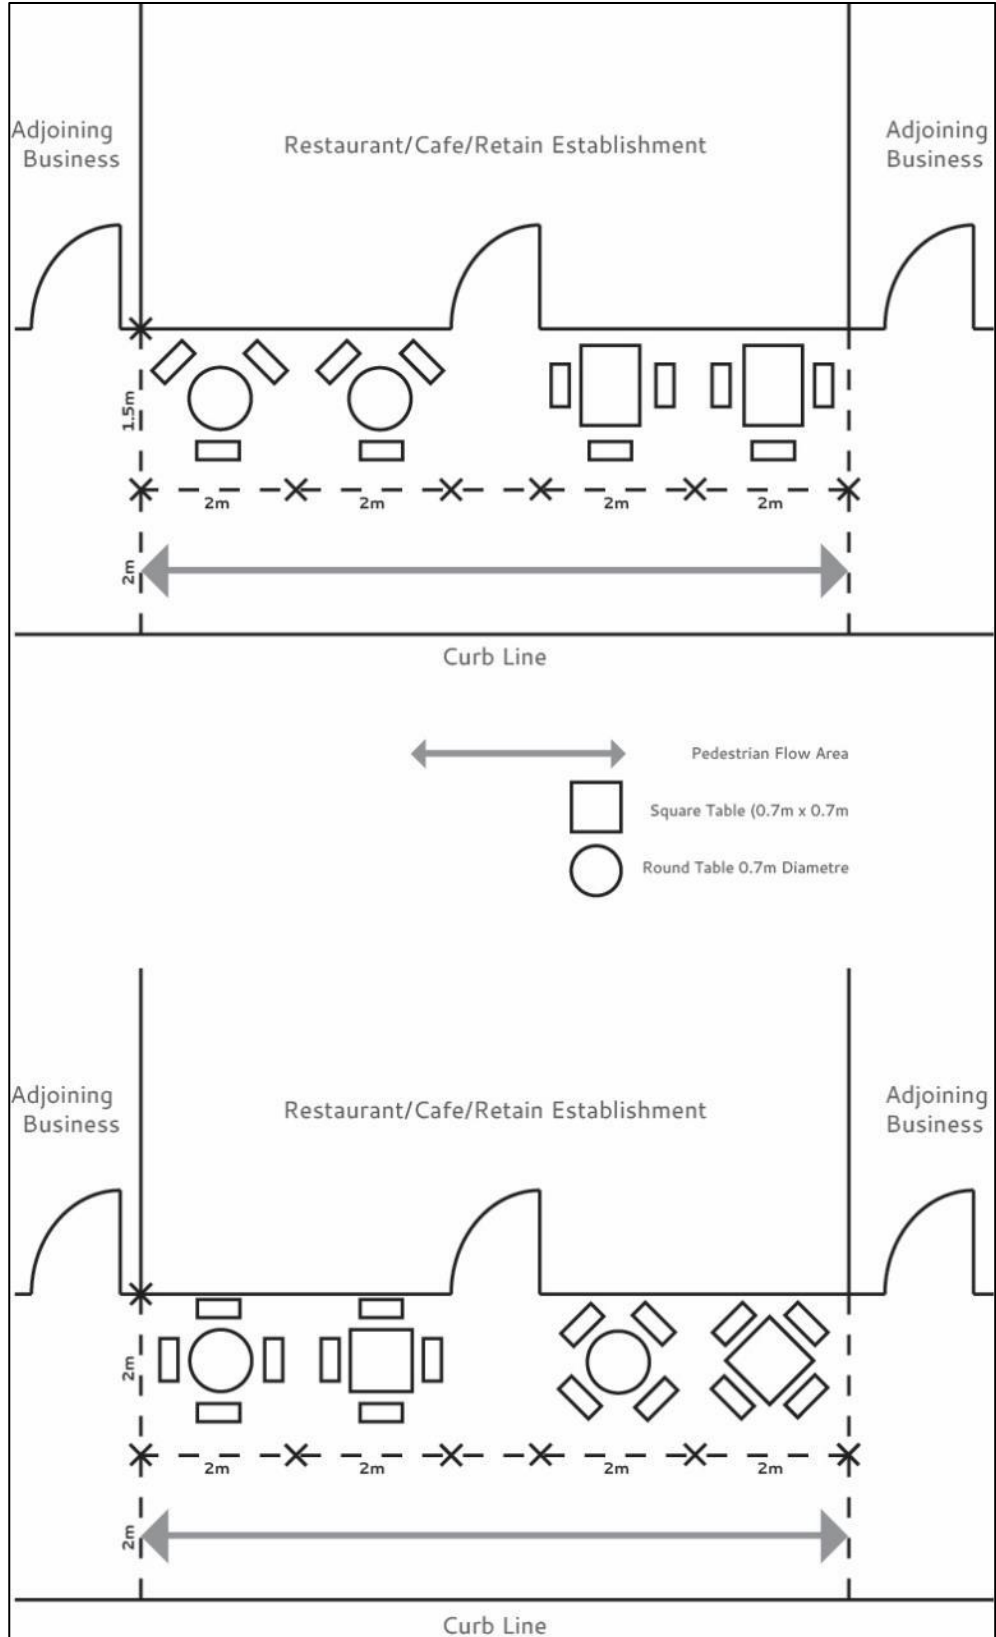 Adjoining
Business
Restaurant/Cafe/Retain Establishment
Adjoining
Business
1.5m
2m
2m
2m
2m
2m
Curb Line
Pedestrian Flow Area
Square Table (0.7m x 0.7m
Round Table 0.7m Diametre
Adjoining
Business
Restaurant/Cafe/Retain Establishment
Adjoining
Business
2m
2m
2m
2m
2m
2m
Curb Line